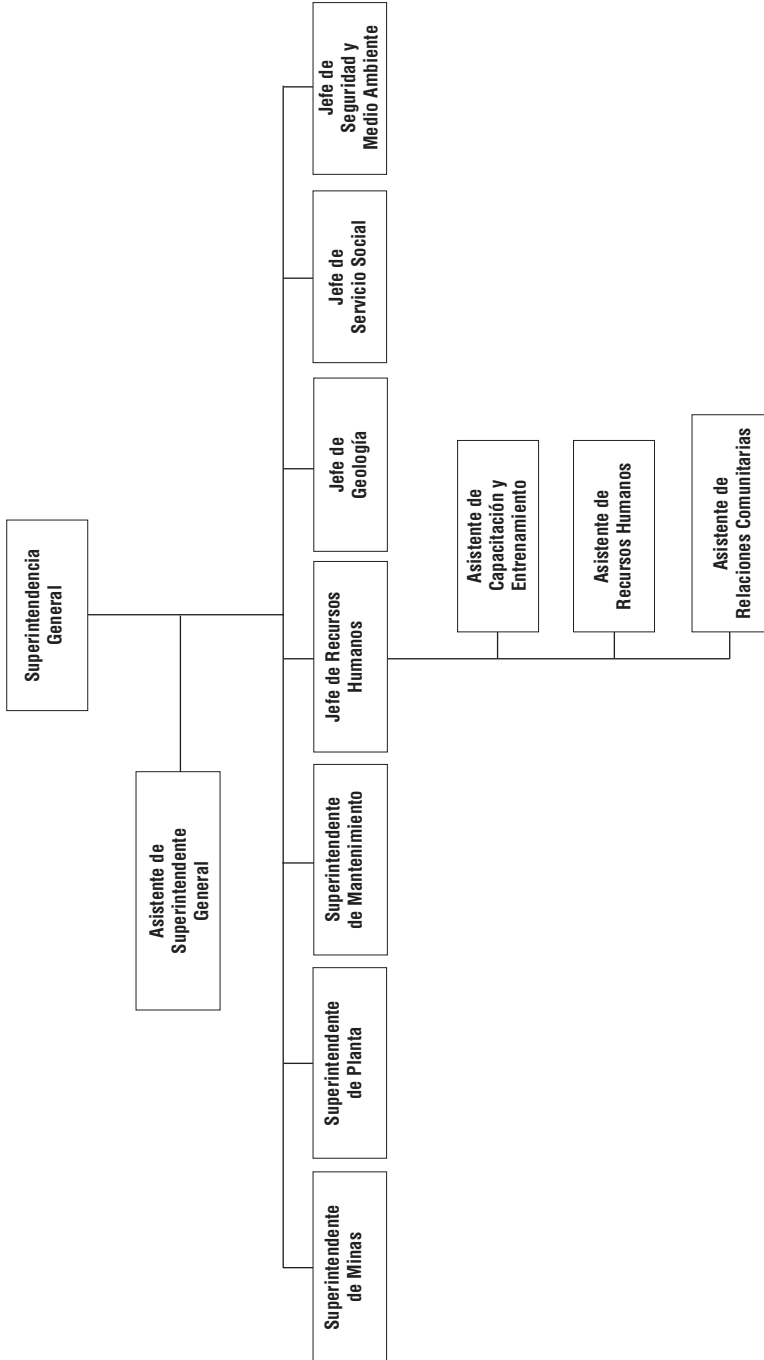 Superintendencia
General
Asistente de
Superintendente
General
Superintendente
de Minas
Superintendente
de Planta
Superintendente
de Mantenimiento
Jefe de Recursos
Humanos
Jefe de
Geología
Jefe de
Servicio Social
Jefe de
Seguridad y
Medio Ambiente
Asistente de
Capacitación y
Entrenamiento
Asistente de
Recursos Humanos
Asistente de
Relaciones Comunitarias